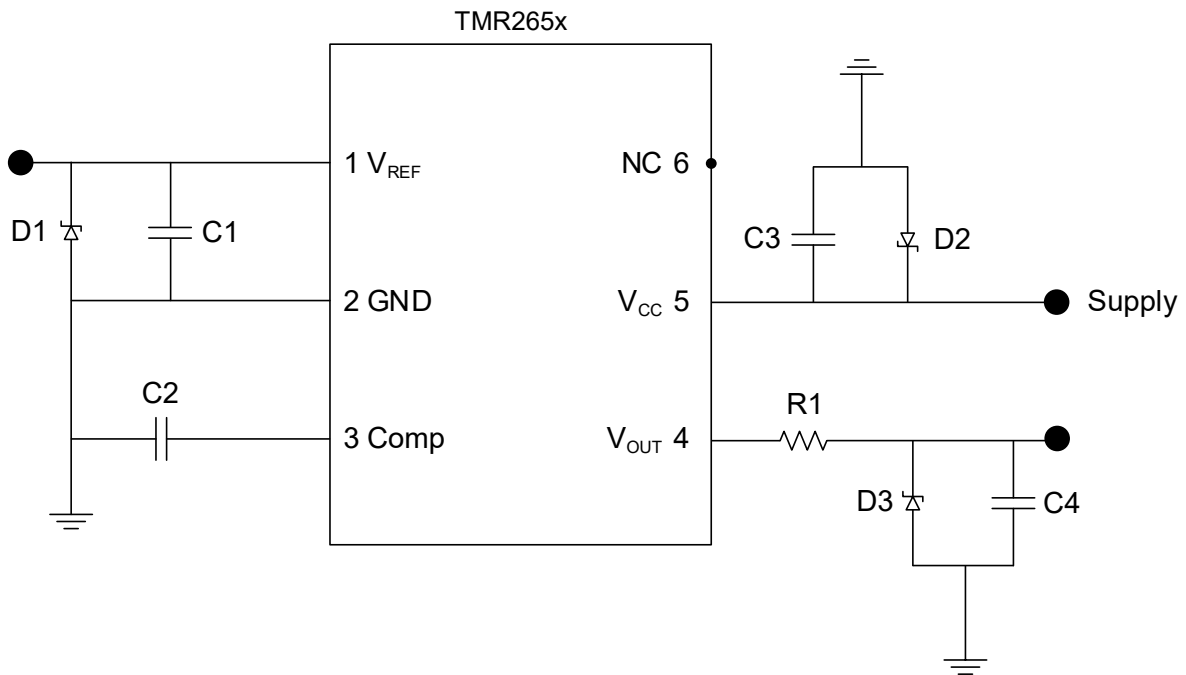 TMR265x
1 VREF
NC 6
D1
C1
C3
D2
2 GND
VCC 5
Supply
C2
R1
3 Comp
VOUT 4
D3
C4